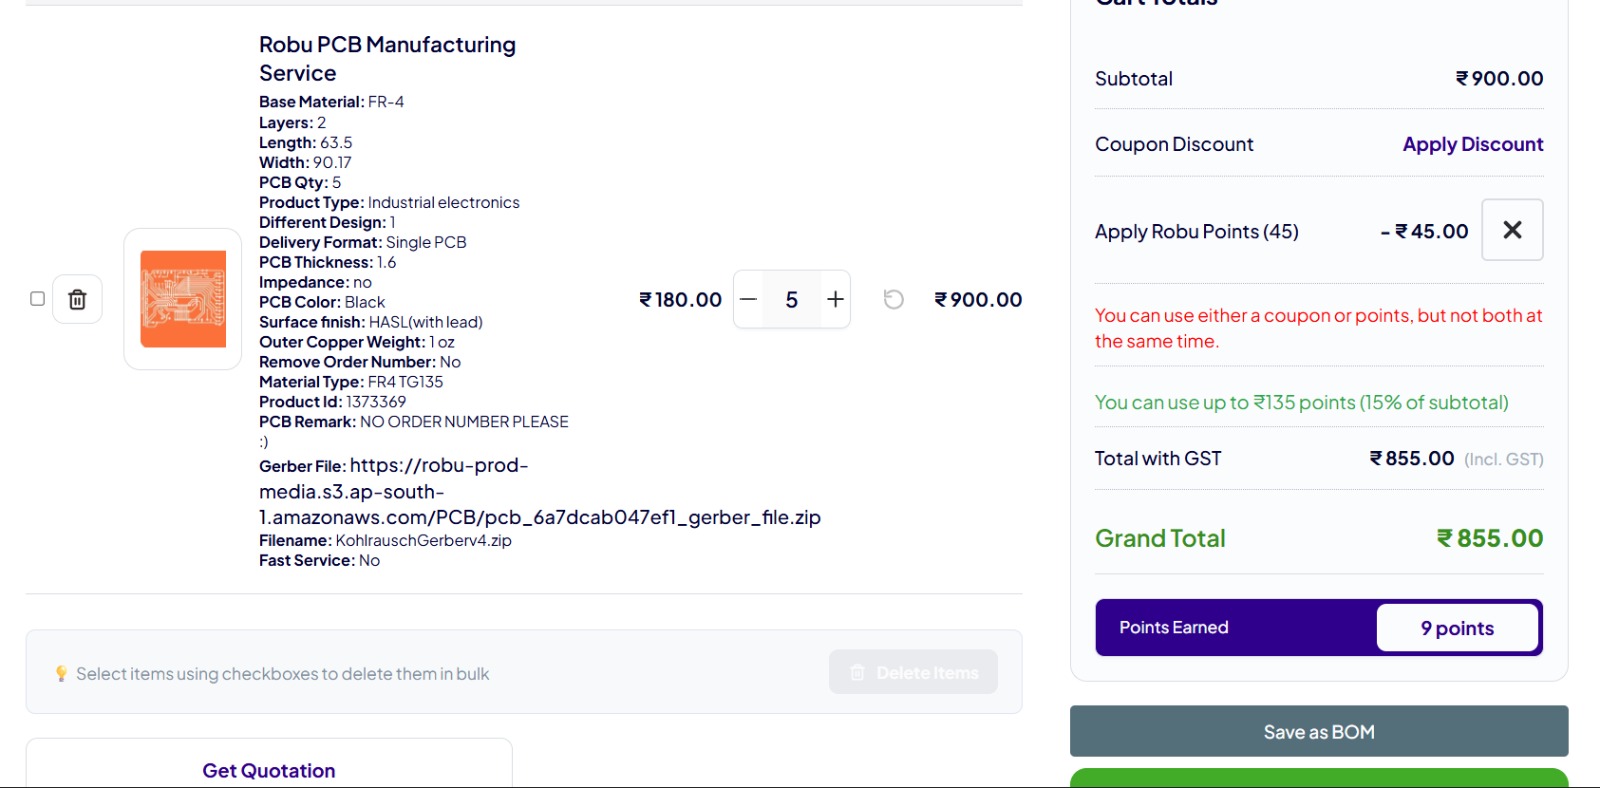 Robu PCB Manufacturing
Service
Base Material: FR-4
Layers: 2
Length: 63.5
Width: 90.17
PCB Qty: 5
Product Type: Industrial electronics
Different Design: 1
Delivery Format: Single PCB
PCB Thickness: 1.6
Impedance: no
PCB Color: Black
Surface finish: HASL(with lead)
Outer Copper Weight: 1 oz
Remove Order Number: No
Material Type: FR4 TG135
Product Id: 1373369
PCB Remark: NO ORDER NUMBER PLEASE
:)
Gerber File: https://robu-prod-
media.s3.ap-south-
1.amazonaws.com/PCB/pcb_6a7dcab047ef1_gerber_file.zip
Filename: KohlrauschGerberv4.zip
Fast Service: No
₹180.00 − 5 + ₹900.00
💡 Select items using checkboxes to delete them in bulk
Delete Items
Get Quotation
Cart Totals
Subtotal ₹900.00
Coupon Discount Apply Discount
Apply Robu Points (45) - ₹45.00 ✕
You can use either a coupon or points, but not both at
the same time.
You can use up to ₹135 points (15% of subtotal)
Total with GST ₹855.00 (Incl. GST)
Grand Total ₹855.00
Points Earned 9 points
Save as BOM